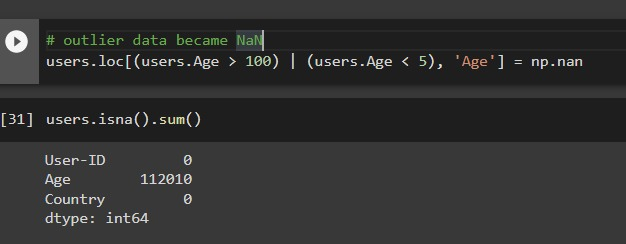 # outlier data became NaN
users.loc[(users.Age > 100) | (users.Age < 5), 'Age'] = np.nan
[31] users.isna().sum()
User-ID 0
Age 112010
Country 0
dtype: int64